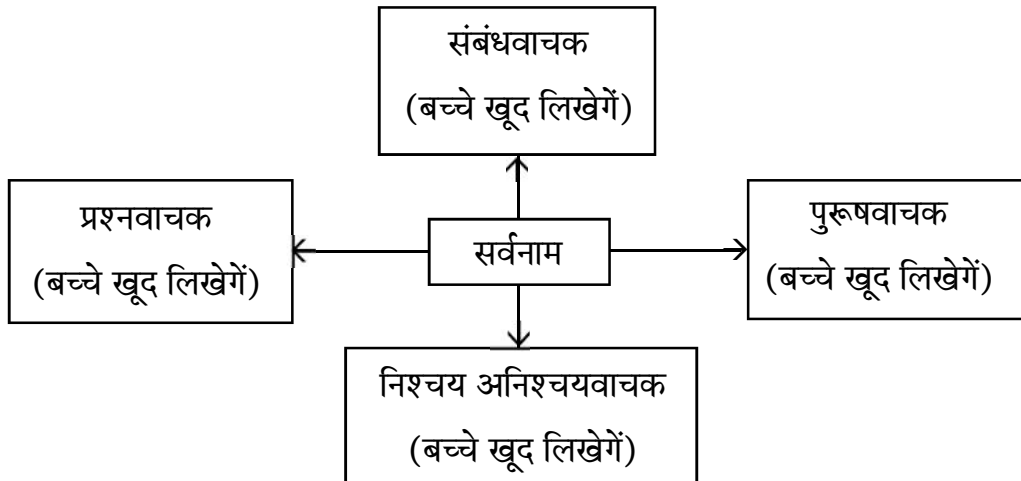 संबंधवाचक
(बच्चे खूद लिखेगें)
प्रश्नवाचक
(बच्चे खूद लिखेगें)
सर्वनाम
पुरूषवाचक
(बच्चे खूद लिखेगें)
निश्चय अनिश्चयवाचक
(बच्चे खूद लिखेगें)